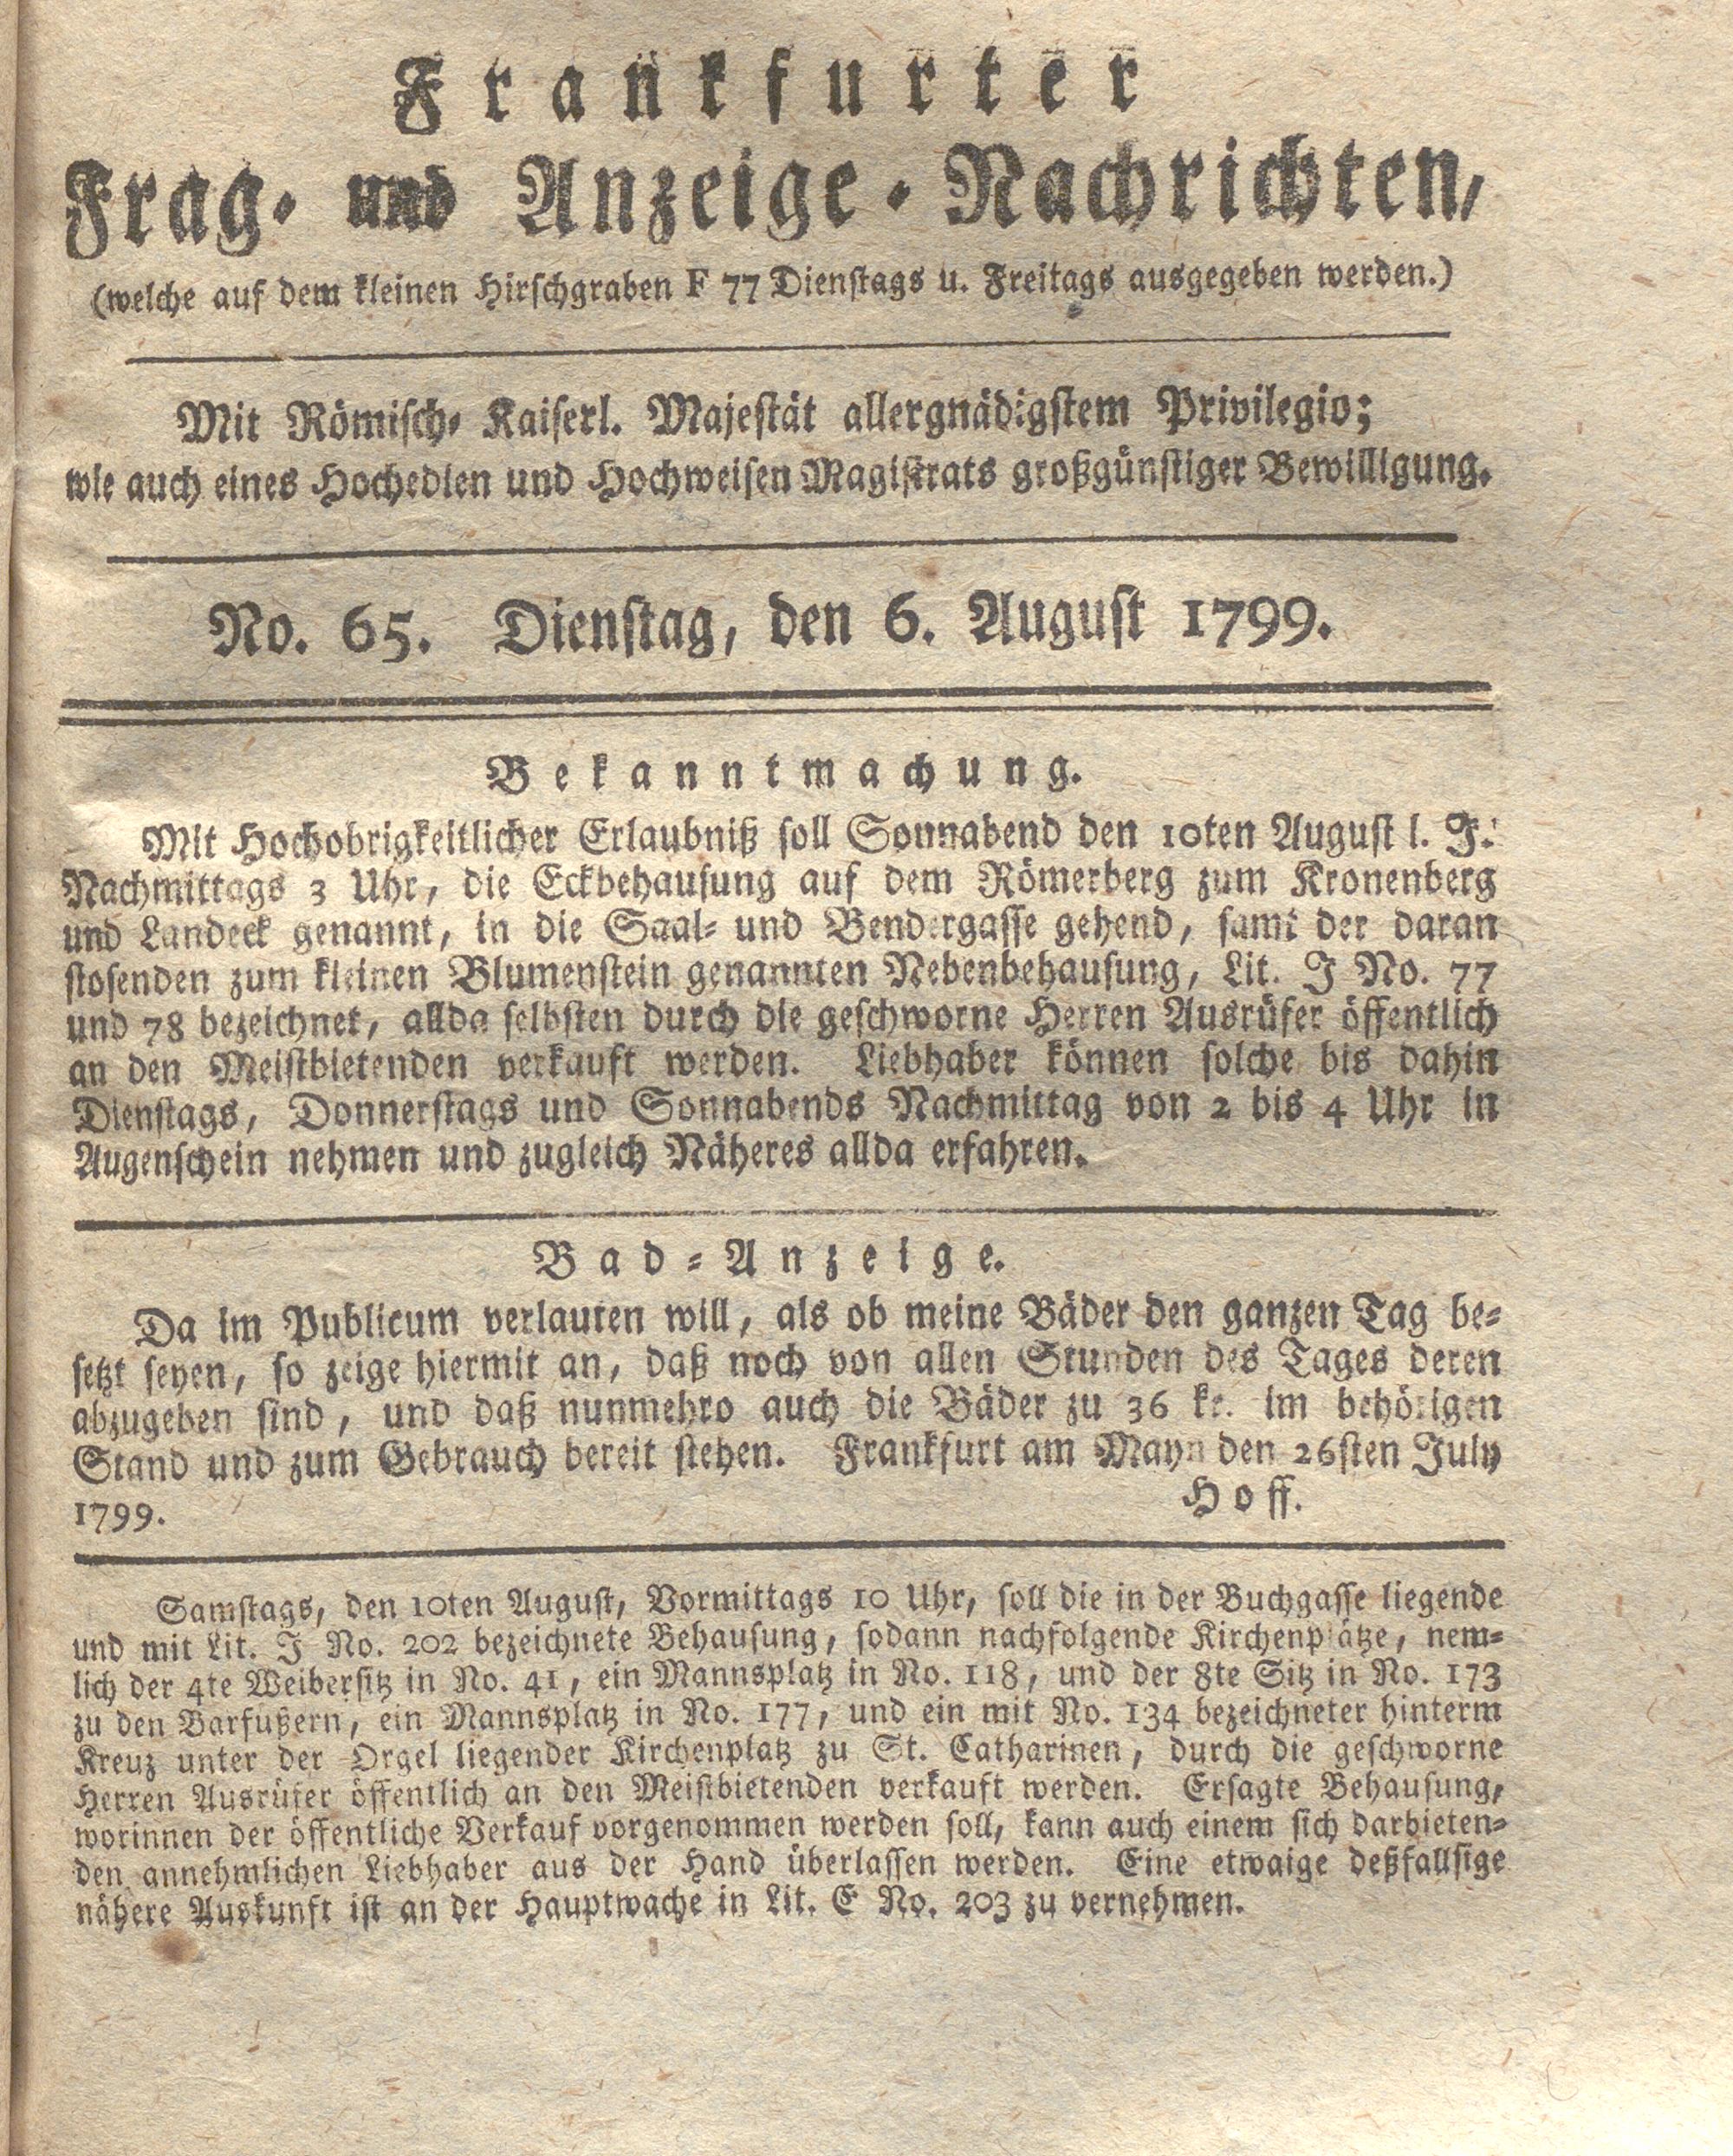 Frankfurter
Frag- und Anzeige-Nachrichten,
(welche auf dem kleinen Hirschgraben F 77 Dienstags u. Freitags ausgegeben werden.)
Mit Römisch- Kaiserl. Majestät allergnädigstem Privilegio;
wie auch eines Hochedlen und Hochweisen Magistrats großgünstiger Bewilligung.
No. 65. Dienstag, den 6. August 1799.
Bekanntmachung.
Mit Hochobrigkeitlicher Erlaubniß soll Sonnabend den 10ten August l. J.
Nachmittags 3 Uhr, die Eckbehausung auf dem Römerberg zum Kronenberg
und Landeck genannt, in die Saal- und Bendergasse gehend, samt der daran
stosenden zum kleinen Blumenstein genannten Nebenbehausung, Lit. J No. 77
und 78 bezeichnet, allda selbsten durch die geschworne Herren Ausrüfer öffentlich
an den Meistbietenden verkauft werden. Liebhaber können solche bis dahin
Dienstags, Donnerstags und Sonnabends Nachmittag von 2 bis 4 Uhr in
Augenschein nehmen und zugleich Näheres allda erfahren.
Bad-Anzeige.
Da im Publicum verlauten will, als ob meine Bäder den ganzen Tag be-
setzt seyen, so zeige hiermit an, daß noch von allen Stunden des Tages deren
abzugeben sind, und daß nunmehro auch die Bäder zu 36 kr. im behörigen
Stand und zum Gebrauch bereit stehen. Frankfurt am Mayn den 26sten July
1799. Hoff.
Samstags, den 10ten August, Vormittags 10 Uhr, soll die in der Buchgasse liegende
und mit Lit. J No. 202 bezeichnete Behausung, sodann nachfolgende Kirchenplätze, nem-
lich der 4te Weibersitz in No. 41, ein Mannsplatz in No. 118, und der 8te Sitz in No. 173
zu den Barfußern, ein Mannsplatz in No. 177, und ein mit No. 134 bezeichneter hinterm
Kreuz unter der Orgel liegender Kirchenplatz zu St. Catharinen, durch die geschworne
Herren Ausrüfer öffentlich an den Meistbietenden verkauft werden. Ersagte Behausung,
worinnen der öffentliche Verkauf vorgenommen werden soll, kann auch einem sich darbieten-
den annehmlichen Liebhaber aus der Hand überlassen werden. Eine etwaige deßfallsige
nähere Auskunft ist an der Hauptwache in Lit. E No. 203 zu vernehmen.